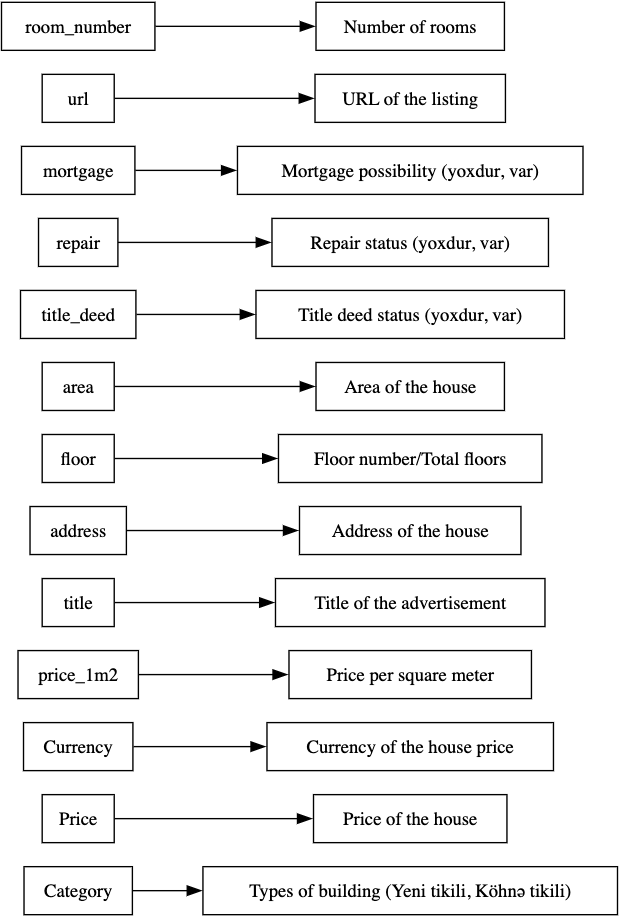 room_number Number of rooms
url URL of the listing
mortgage Mortgage possibility (yoxdur, var)
repair Repair status (yoxdur, var)
title_deed Title deed status (yoxdur, var)
area Area of the house
floor Floor number/Total floors
address Address of the house
title Title of the advertisement
price_1m2 Price per square meter
Currency Currency of the house price
Price Price of the house
Category Types of building (Yeni tikili, Köhnə tikili)